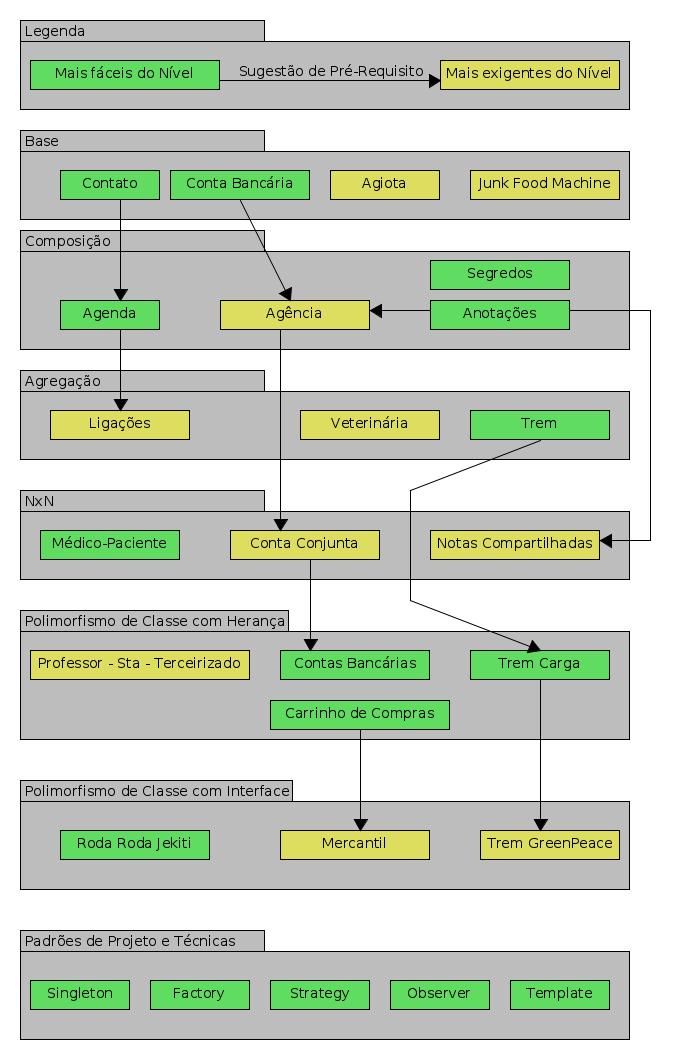 Legenda
Mais fáceis do Nível
Sugestão de Pré-Requisito
Mais exigentes do Nível
Base
Contato
Conta Bancária
Agiota
Junk Food Machine
Composição
Segredos
Agenda
Agência
Anotações
Agregação
Ligações
Veterinária
Trem
NxN
Médico-Paciente
Conta Conjunta
Notas Compartilhadas
Polimorfismo de Classe com Herança
Professor - Sta - Terceirizado
Contas Bancárias
Trem Carga
Carrinho de Compras
Polimorfismo de Classe com Interface
Roda Roda Jekiti
Mercantil
Trem GreenPeace
Padrões de Projeto e Técnicas
Singleton
Factory
Strategy
Observer
Template